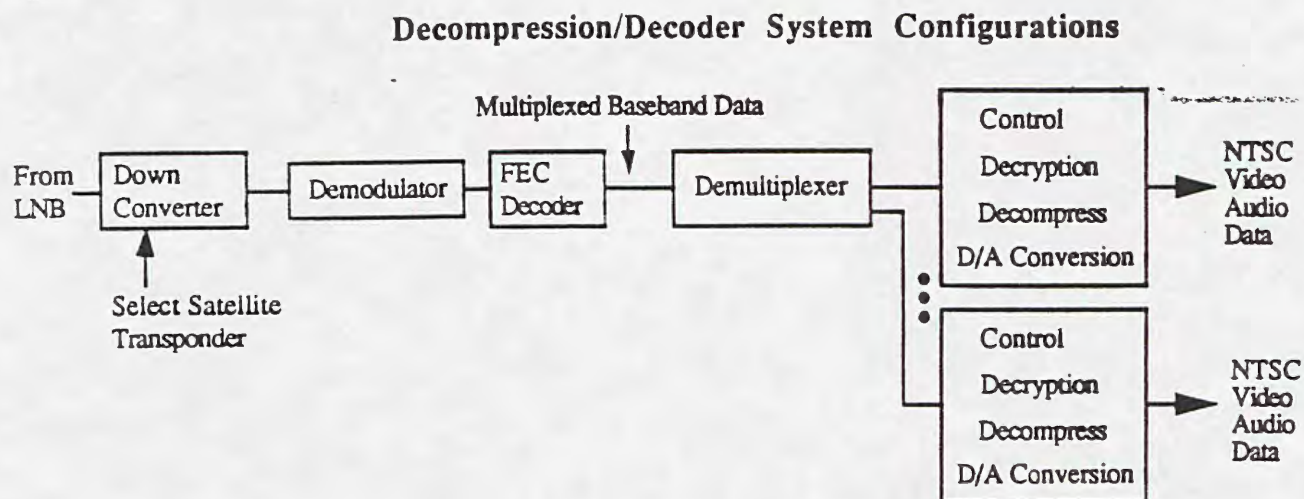 Decompression/Decoder System Configurations
Multiplexed Baseband Data
From
LNB
Down
Converter
Demodulator
FEC
Decoder
Demultiplexer
Control
Decryption
Decompress
D/A Conversion
NTSC
Video
Audio
Data
Select Satellite
Transponder
Control
Decryption
Decompress
D/A Conversion
NTSC
Video
Audio
Data